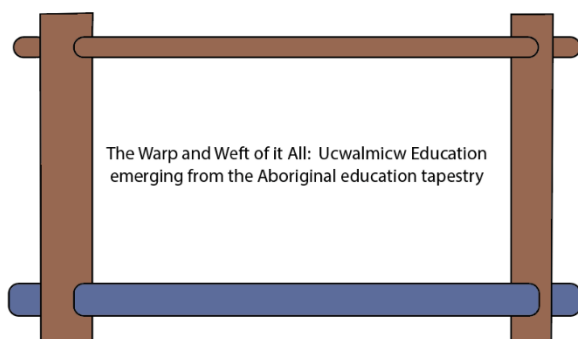 The Warp and Weft of it All:  Ucwalmicw Education
emerging from the Aboriginal education tapestry